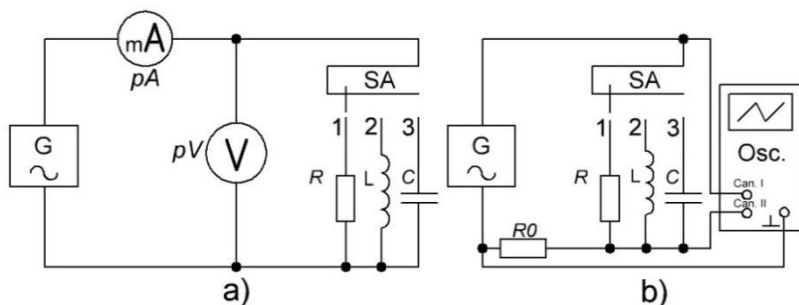 mA
pA
G
pV
V
SA
1 2 3
R
L
C
a)
G
SA
1 2 3
R
L
C
R0
Osc.
Can. I
Can. II
b)